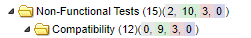 Non-Functional Tests (15)(2, 10, 3, 0)
Compatibility (12)(0, 9, 3, 0)